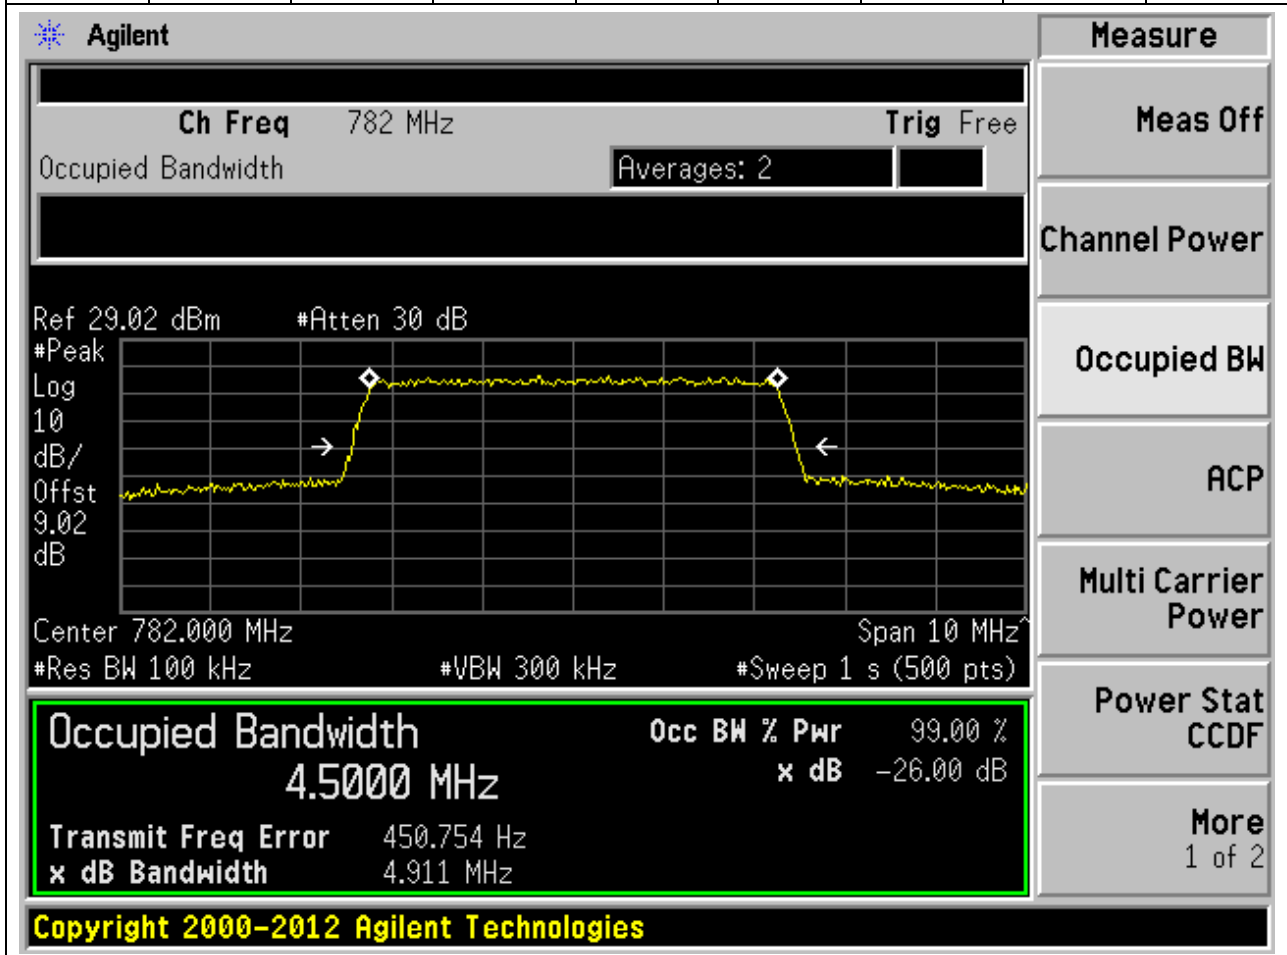 Agilent
Measure
Ch Freq 782 MHz Trig Free
Occupied Bandwidth Averages: 2
Meas Off
Channel Power
Occupied BW
ACP
Multi Carrier
Power
Power Stat
CCDF
More
1 of 2
Ref 29.02 dBm #Atten 30 dB
#Peak
Log
10
dB/
Offst
9.02
dB
Center 782.000 MHz Span 10 MHz^
#Res BW 100 kHz #VBW 300 kHz #Sweep 1 s (500 pts)
Occupied Bandwidth Occ BW % Pwr 99.00 %
4.5000 MHz x dB -26.00 dB
Transmit Freq Error 450.754 Hz
x dB Bandwidth 4.911 MHz
Copyright 2000-2012 Agilent Technologies